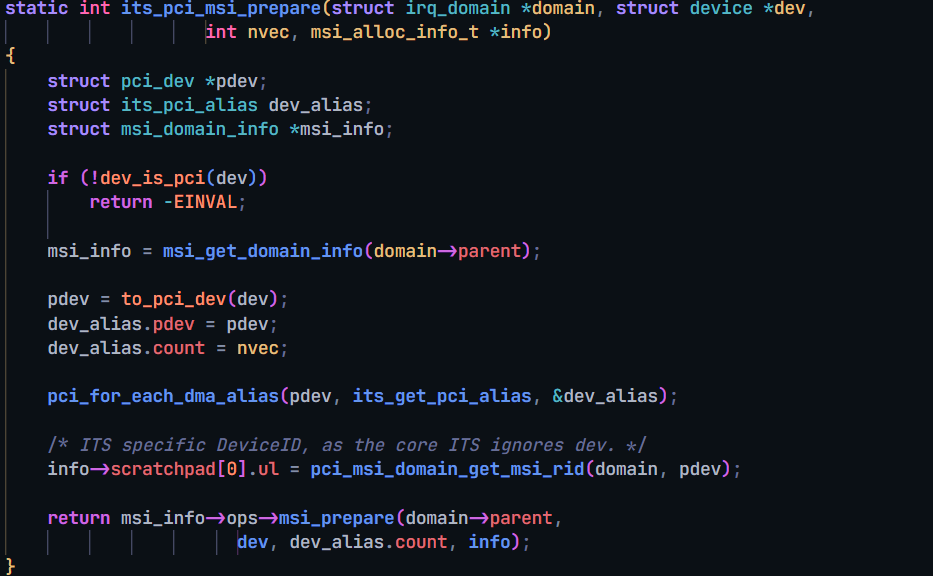 static int its_pci_msi_prepare(struct irq_domain *domain, struct device *dev,
int nvec, msi_alloc_info_t *info)
{
struct pci_dev *pdev;
struct its_pci_alias dev_alias;
struct msi_domain_info *msi_info;
if (!dev_is_pci(dev))
return -EINVAL;
msi_info = msi_get_domain_info(domain->parent);
pdev = to_pci_dev(dev);
dev_alias.pdev = pdev;
dev_alias.count = nvec;
pci_for_each_dma_alias(pdev, its_get_pci_alias, &dev_alias);
/* ITS specific DeviceID, as the core ITS ignores dev. */
info->scratchpad[0].ul = pci_msi_domain_get_msi_rid(domain, pdev);
return msi_info->ops->msi_prepare(domain->parent,
dev, dev_alias.count, info);
}